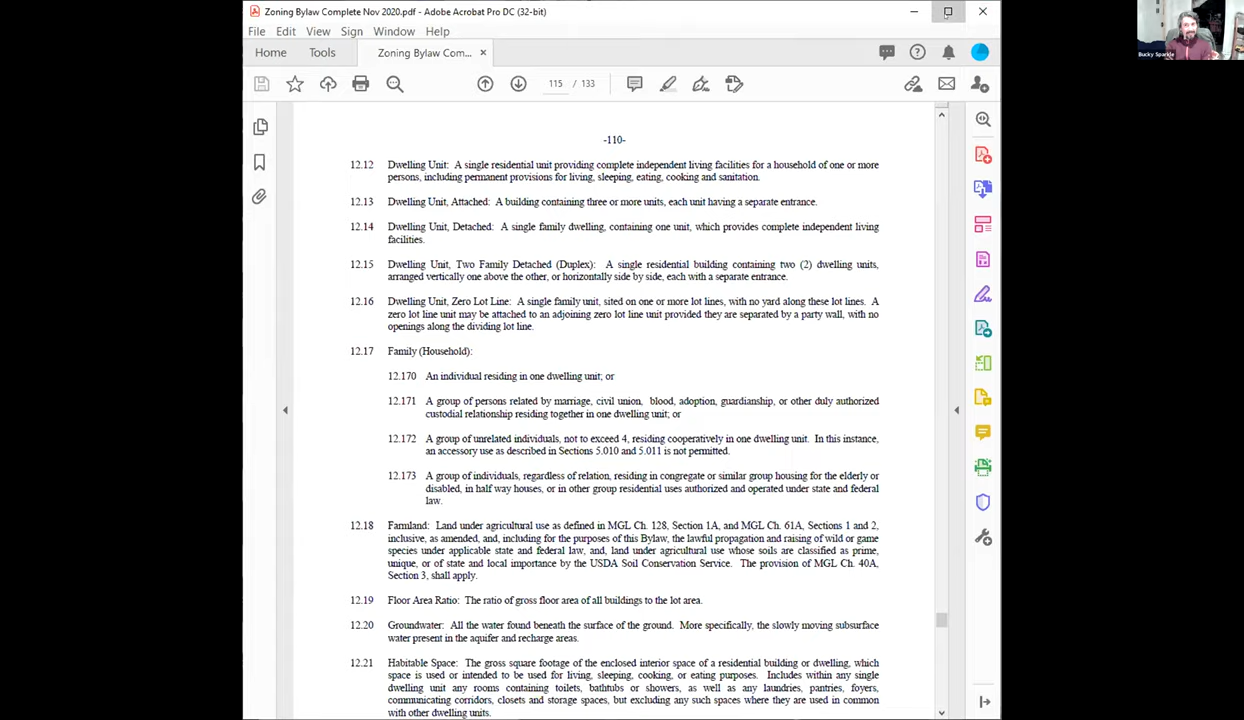 Zoning Bylaw Complete Nov 2020.pdf - Adobe Acrobat Pro DC (32-bit)
File Edit View Sign Window Help
Home Tools Zoning Bylaw Com... ×
115 / 133
-110-
12.12 Dwelling Unit: A single residential unit providing complete independent living facilities for a household of one or more
persons, including permanent provisions for living, sleeping, eating, cooking and sanitation.
12.13 Dwelling Unit, Attached: A building containing three or more units, each unit having a separate entrance.
12.14 Dwelling Unit, Detached: A single family dwelling, containing one unit, which provides complete independent living
facilities.
12.15 Dwelling Unit, Two Family Detached (Duplex): A single residential building containing two (2) dwelling units,
arranged vertically one above the other, or horizontally side by side, each with a separate entrance.
12.16 Dwelling Unit, Zero Lot Line: A single family unit, sited on one or more lot lines, with no yard along these lot lines. A
zero lot line unit may be attached to an adjoining zero lot line unit provided they are separated by a party wall, with no
openings along the dividing lot line.
12.17 Family (Household):
12.170 An individual residing in one dwelling unit; or
12.171 A group of persons related by marriage, civil union, blood, adoption, guardianship, or other duly authorized
custodial relationship residing together in one dwelling unit; or
12.172 A group of unrelated individuals, not to exceed 4, residing cooperatively in one dwelling unit. In this instance,
an accessory use as described in Sections 5.010 and 5.011 is not permitted.
12.173 A group of individuals, regardless of relation, residing in congregate or similar group housing for the elderly or
disabled, in half way houses, or in other group residential uses authorized and operated under state and federal
law.
12.18 Farmland: Land under agricultural use as defined in MGL Ch. 128, Section 1A, and MGL Ch. 61A, Sections 1 and 2,
inclusive, as amended, and, including for the purposes of this Bylaw, the lawful propagation and raising of wild or game
species under applicable state and federal law, and, land under agricultural use whose soils are classified as prime,
unique, or of state and local importance by the USDA Soil Conservation Service. The provision of MGL Ch. 40A,
Section 3, shall apply.
12.19 Floor Area Ratio: The ratio of gross floor area of all buildings to the lot area.
12.20 Groundwater: All the water found beneath the surface of the ground. More specifically, the slowly moving subsurface
water present in the aquifer and recharge areas.
12.21 Habitable Space: The gross square footage of the enclosed interior space of a residential building or dwelling, which
space is used or intended to be used for living, sleeping, cooking, or eating purposes. Includes within any single
dwelling unit any rooms containing toilets, bathtubs or showers, as well as any laundries, pantries, foyers,
communicating corridors, closets and storage spaces, but excluding any such spaces where they are used in common
with other dwelling units.
Bucky Sparkle